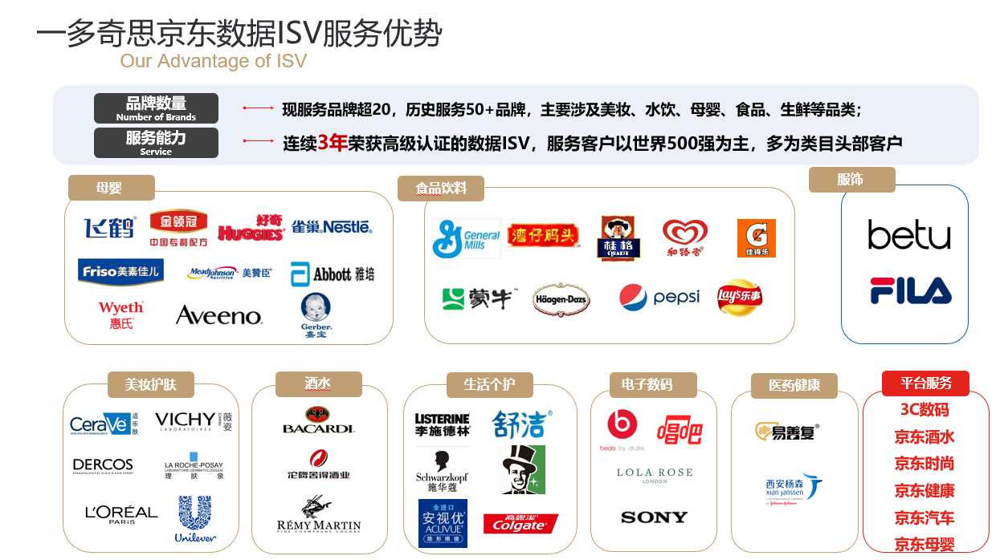 一多奇思京东数据ISV服务优势
Our Advantage of ISV
品牌数量
Number of Brands
现服务品牌超20，历史服务50+品牌，主要涉及美妆、水饮、母婴、食品、生鲜等品类；
服务能力
Service
连续3年荣获高级认证的数据ISV，服务客户以世界500强为主，多为类目头部客户
母婴
飞鹤®
金领冠
中国专利配方
好奇
HUGGIES
雀巢®Nestlé®
Friso美素佳儿
MeadJohnson
Nutrition
美赞臣
Abbott 雅培
Wyeth
惠氏
Aveeno
Gerber
嘉宝
食品饮料
General
Mills
湾仔码头
桂格
QUAKER
和路雪
G
佳得乐
蒙牛™
Häagen-Dazs
pepsi
Lay's乐事
服饰
betu
FILA
美妆护肤
CeraVe
适乐肤
DEVELOPED WITH DERMATOLOGISTS
VICHY
LABORATOIRES
薇姿
DERCOS
LA ROCHE-POSAY
LABORATOIRE DERMATOLOGIQUE
理肤泉
L'ORÉAL
PARIS
Unilever
酒水
BACARDI
沱牌舍得酒业
RÉMY MARTIN
FINE CHAMPAGNE COGNAC
生活个护
LISTERINE
李施德林
舒洁®
Schwarzkopf
施华蔻
全进口
安视优
ACUVUE
隐形眼镜
高露洁
Colgate
电子数码
b
beats by dr.dre
唱吧
LOLA ROSE
LONDON
SONY
医药健康
易善复®
西安杨森
xian janssen
平台服务
3C数码
京东酒水
京东时尚
京东健康
京东汽车
京东母婴